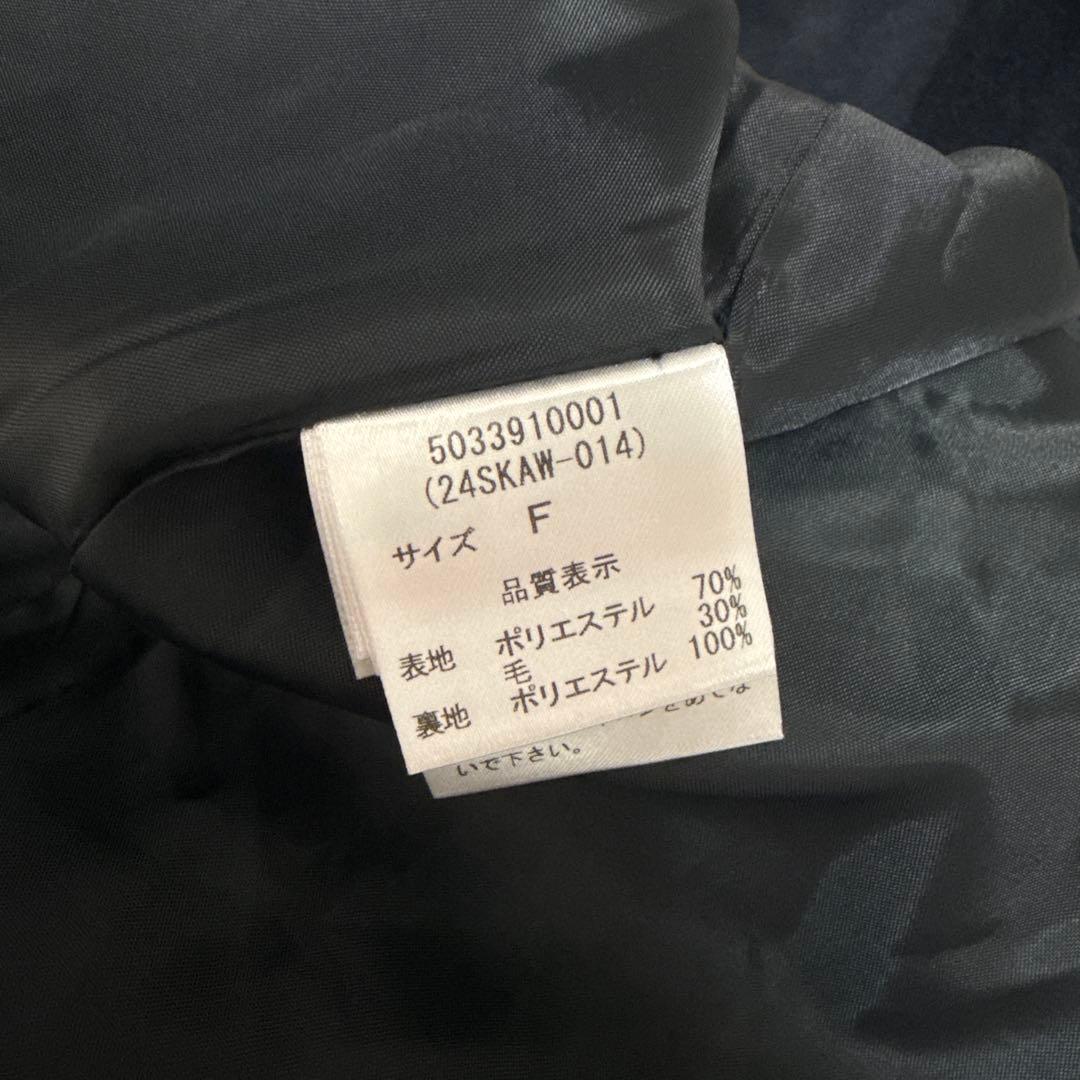 5033910001
(24SKAW-014)
サイズ F
品質表示
表地 ポリエステル 70%
毛 30%
裏地 ポリエステル 100%
いで下さい。